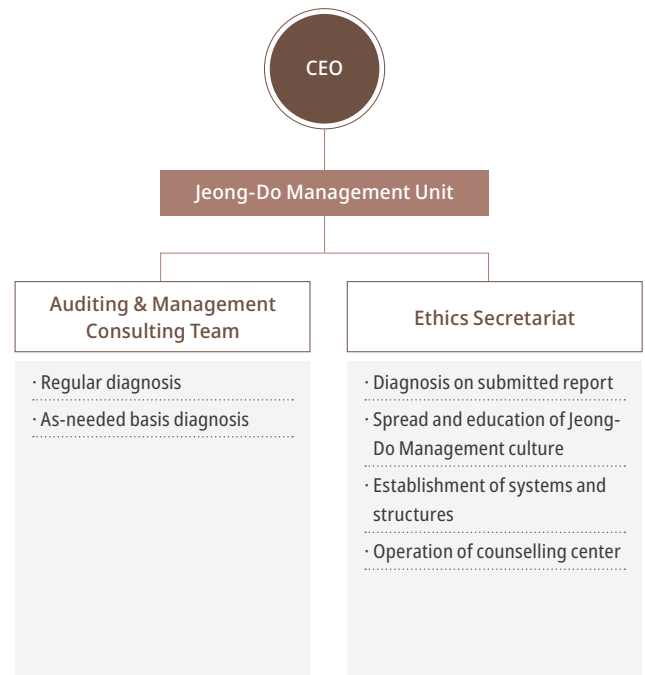 CEO
Jeong-Do Management Unit
Auditing & Management
Consulting Team
· Regular diagnosis
· As-needed basis diagnosis
Ethics Secretariat
· Diagnosis on submitted report
· Spread and education of Jeong-
Do Management culture
· Establishment of systems and
structures
· Operation of counselling center